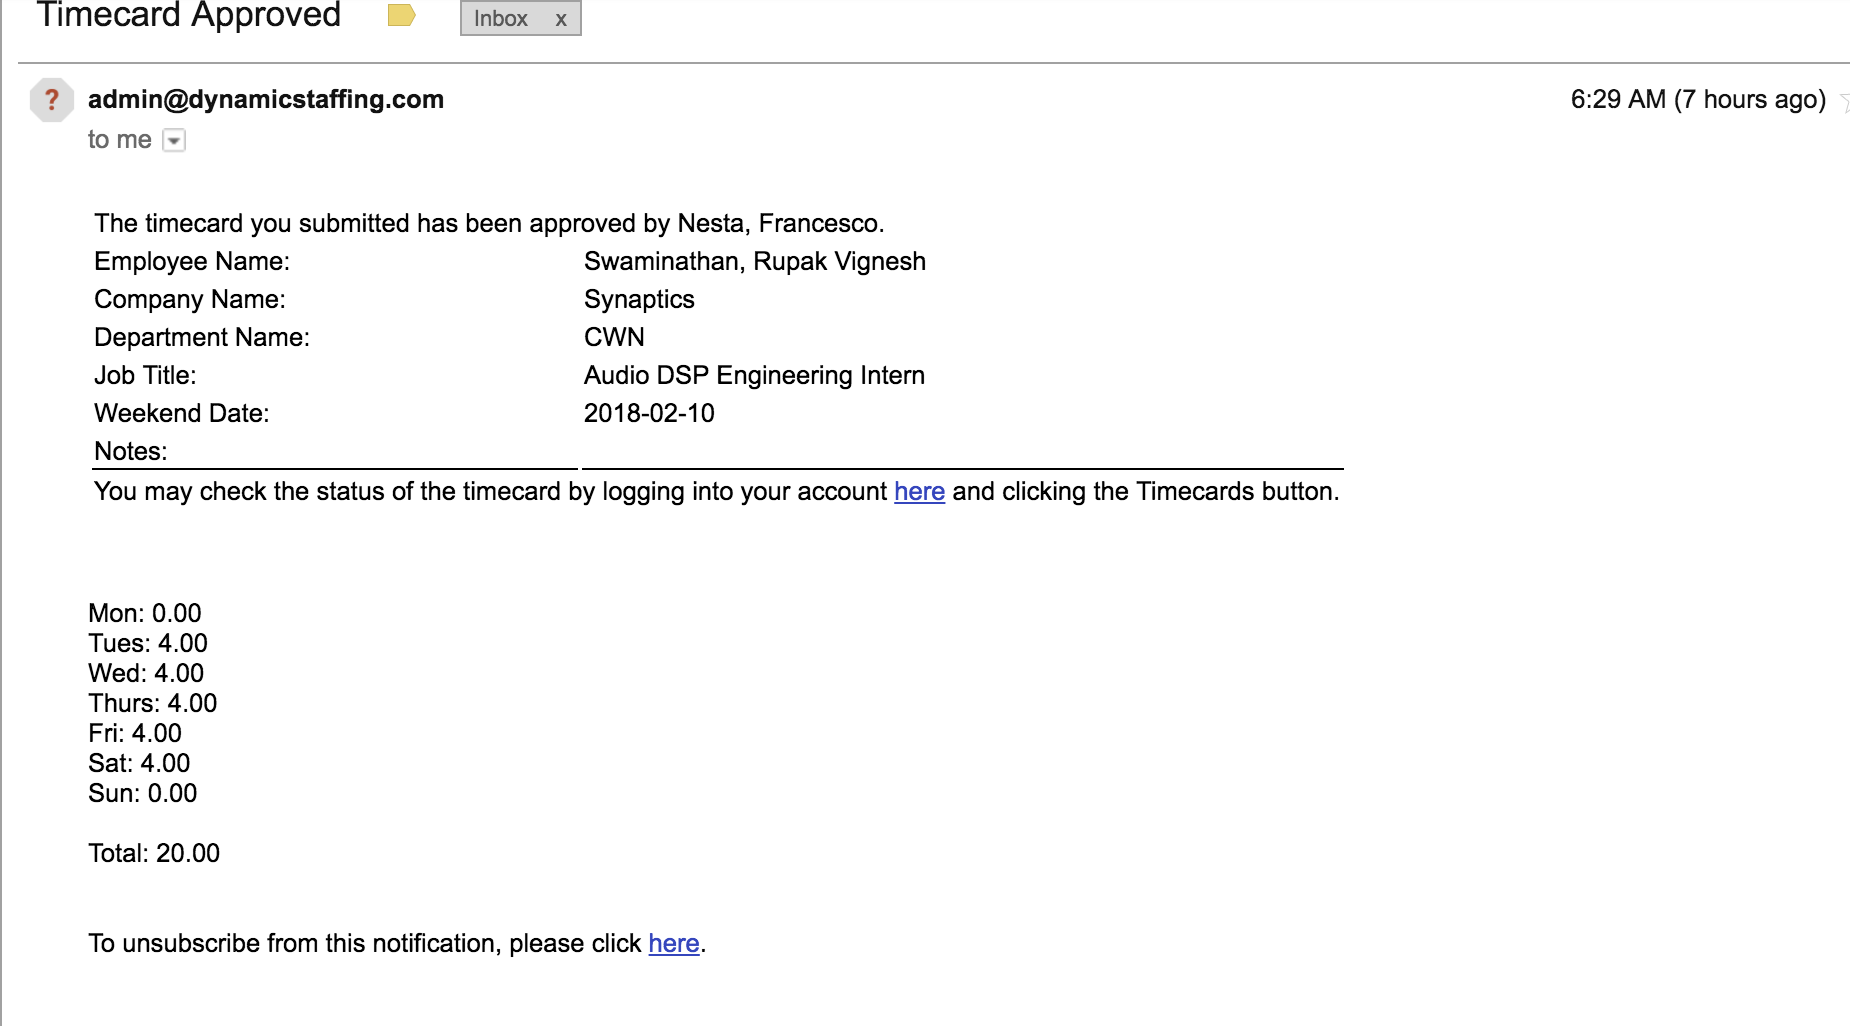 Timecard Approved Inbox x
admin@dynamicstaffing.com 6:29 AM (7 hours ago)
to me
The timecard you submitted has been approved by Nesta, Francesco.
Employee Name: Swaminathan, Rupak Vignesh
Company Name: Synaptics
Department Name: CWN
Job Title: Audio DSP Engineering Intern
Weekend Date: 2018-02-10
Notes:
You may check the status of the timecard by logging into your account here and clicking the Timecards button.
Mon: 0.00
Tues: 4.00
Wed: 4.00
Thurs: 4.00
Fri: 4.00
Sat: 4.00
Sun: 0.00
Total: 20.00
To unsubscribe from this notification, please click here.